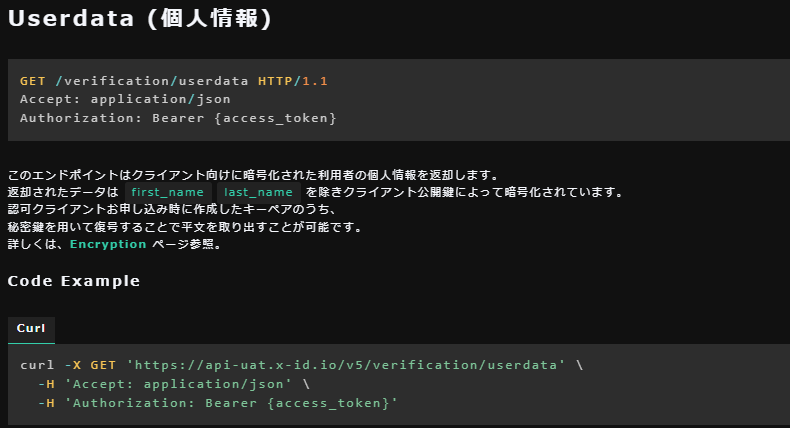 Userdata (個人情報)
GET /verification/userdata HTTP/1.1
Accept: application/json
Authorization: Bearer {access_token}
このエンドポイントはクライアント向けに暗号化された利用者の個人情報を返却します。
返却されたデータは first_name last_name を除きクライアント公開鍵によって暗号化されています。
認可クライアントお申し込み時に作成したキーペアのうち、
秘密鍵を用いて復号することで平文を取り出すことが可能です。
詳しくは、Encryption ページ参照。
Code Example
Curl
curl -X GET 'https://api-uat.x-id.io/v5/verification/userdata' \
-H 'Accept: application/json' \
-H 'Authorization: Bearer {access_token}'